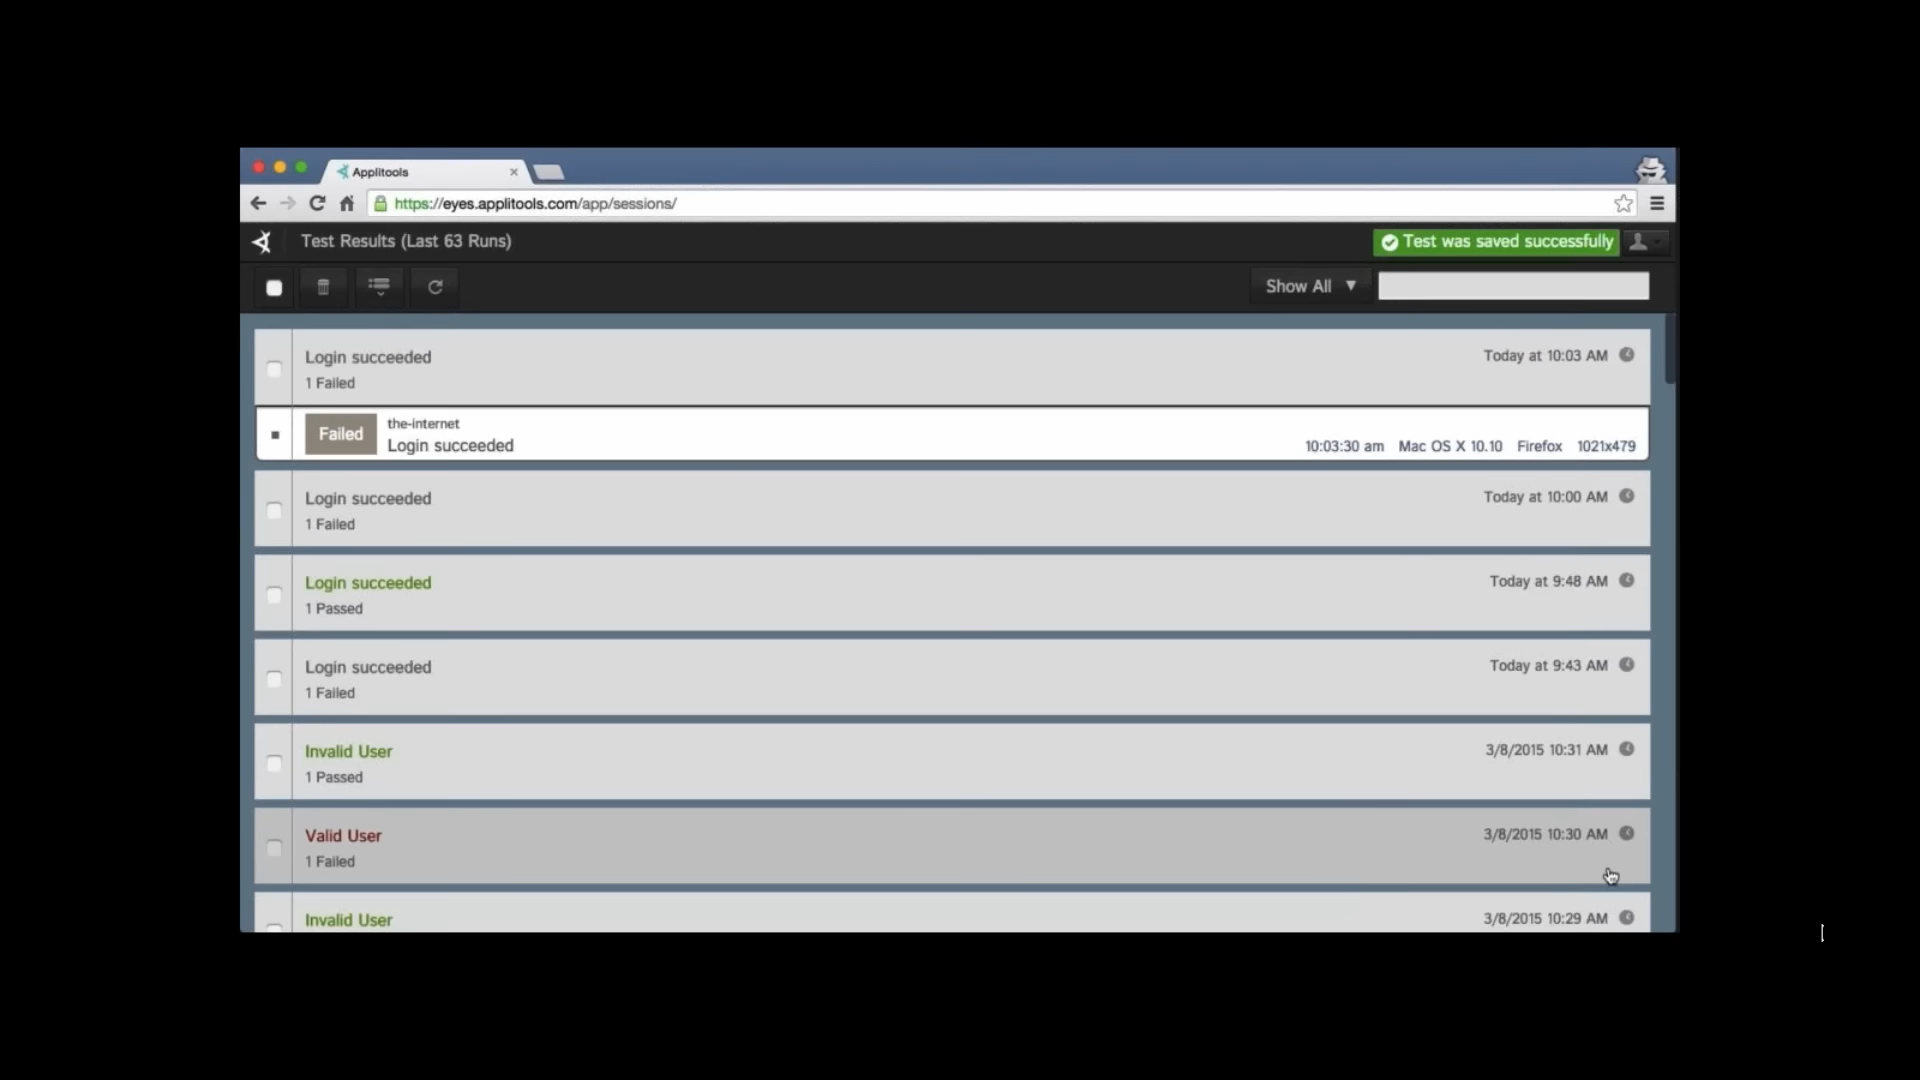 Applitools
https://eyes.applitools.com/app/sessions/
Test Results (Last 63 Runs)
Test was saved successfully
Show All
Login succeeded
Today at 10:03 AM
1 Failed
Failed
the-internet
Login succeeded
10:03:30 am Mac OS X 10.10 Firefox 1021x479
Login succeeded
Today at 10:00 AM
1 Failed
Login succeeded
Today at 9:48 AM
1 Passed
Login succeeded
Today at 9:43 AM
1 Failed
Invalid User
3/8/2015 10:31 AM
1 Passed
Valid User
3/8/2015 10:30 AM
1 Failed
Invalid User
3/8/2015 10:29 AM